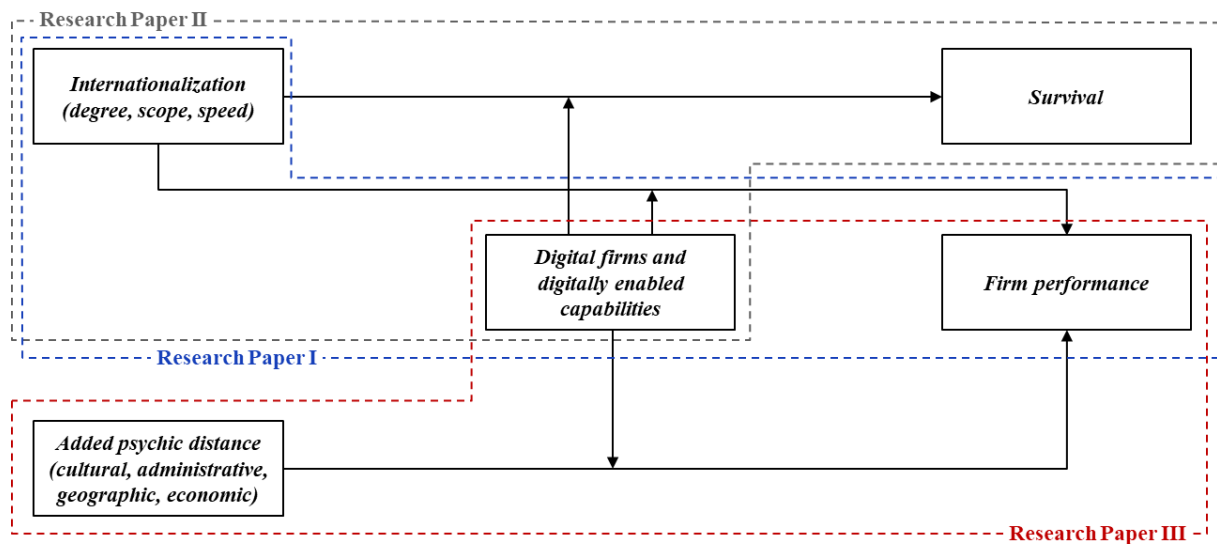 Research Paper II
Internationalization
(degree, scope, speed)
Survival
Digital firms and
digitally enabled
capabilities
Firm performance
Research Paper I
Added psychic distance
(cultural, administrative,
geographic, economic)
Research Paper III